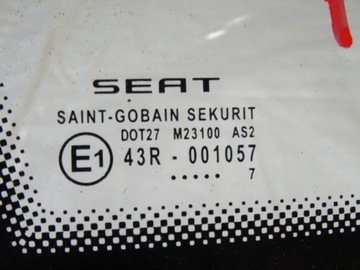 SEAT
SAINT-GOBAIN SEKURIT
DOT27 M23100 AS2
E1 43R - 001057
..... 7